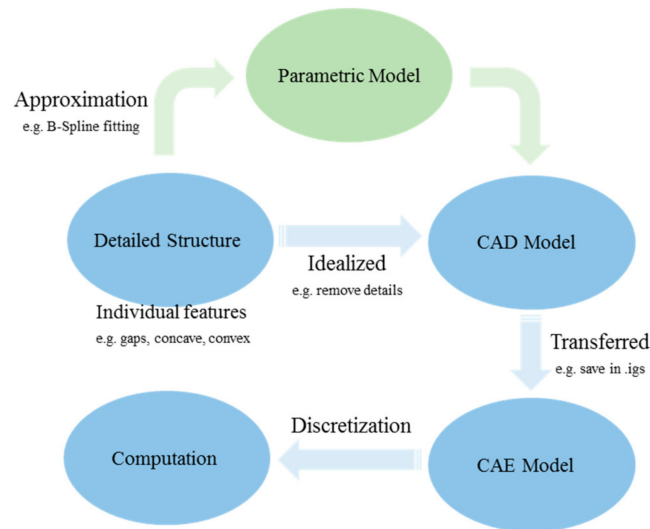 Parametric Model
Approximation
e.g. B-Spline fitting
Detailed Structure
CAD Model
Idealized
e.g. remove details
Individual features
e.g. gaps, concave, convex
Transferred
e.g. save in .igs
Discretization
Computation
CAE Model